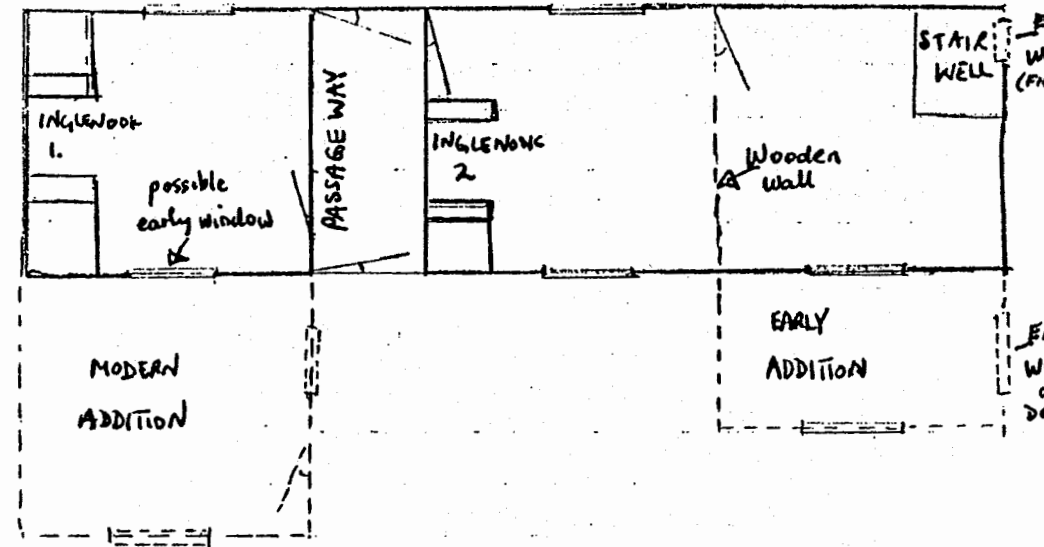 INGLENOOK
1.
possible
early window
PASSAGE WAY
INGLENOOK
2
Wooden
Wall
STAIR
WELL
MODERN
ADDITION
EARLY
ADDITION